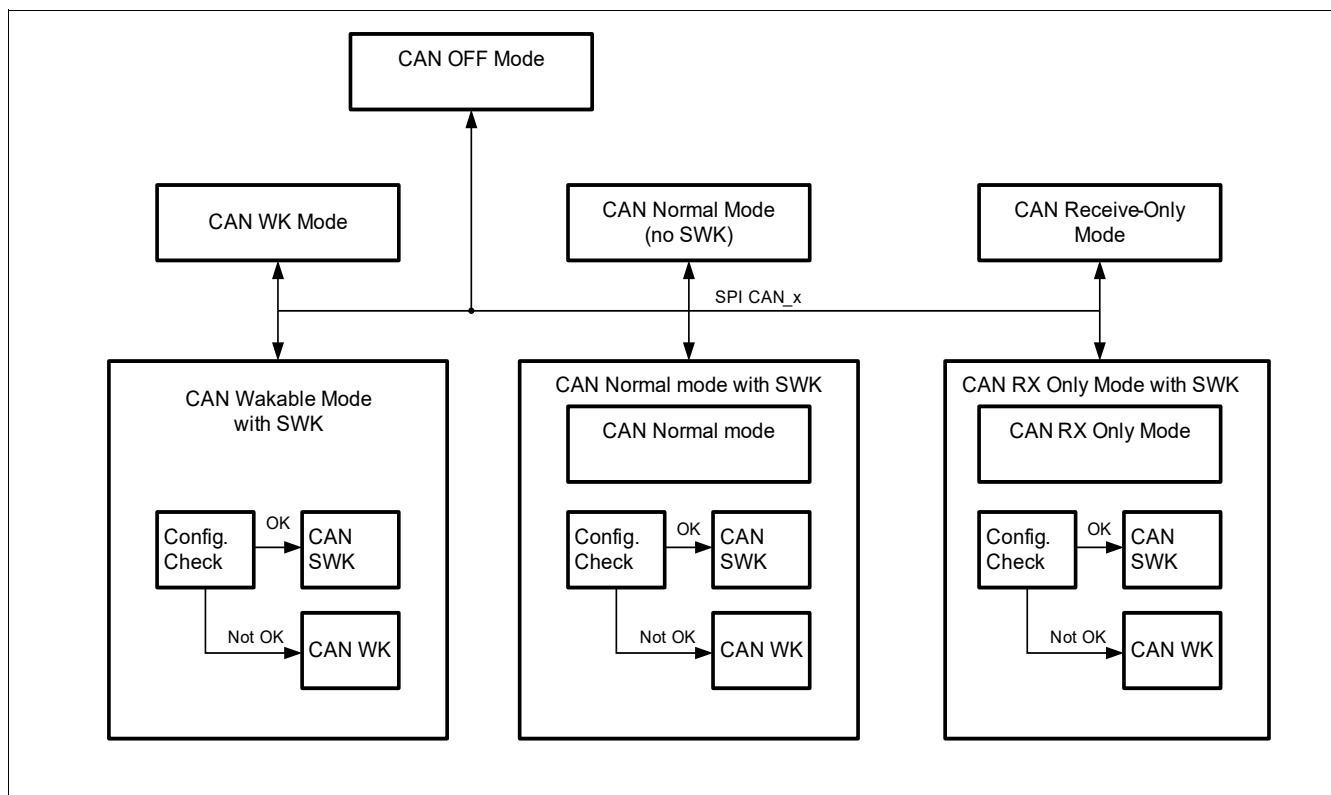 CAN OFF Mode
CAN WK Mode
CAN Normal Mode
(no SWK)
CAN Receive-Only
Mode
SPI CAN_x
CAN Wakable Mode
with SWK
Config.
Check
OK
CAN
SWK
Not OK
CAN WK
CAN Normal mode with SWK
CAN Normal mode
Config.
Check
OK
CAN
SWK
Not OK
CAN WK
CAN RX Only Mode with SWK
CAN RX Only Mode
Config.
Check
OK
CAN
SWK
Not OK
CAN WK